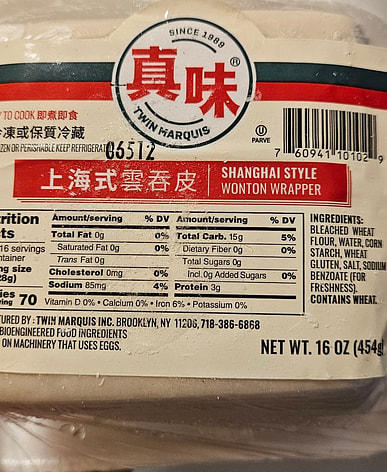 SINCE 1989
真味®
TWIN MARQUIS
Y TO COOK 即煮即食
冷凍或保質冷藏
ZEN OR PERISHABLE KEEP REFRIGERAT
06512
U
PARVE
7 60941 10102 9
上海式雲吞皮
SHANGHAI STYLE
WONTON WRAPPER
trition
cts
16 servings
ntainer
ng size
28g)
ies
ving
70
Amount/serving % DV
Total Fat 0g 0%
Saturated Fat 0g 0%
Trans Fat 0g
Cholesterol 0mg 0%
Sodium 85mg 4%
Amount/serving % DV
Total Carb. 15g 5%
Dietary Fiber 0g 0%
Total Sugars 0g
Incl.0g Added Sugars 0%
Protein 3g
Vitamin D 0% • Calcium 0% • Iron 6% • Potassium 0%
INGREDIENTS:
BLEACHED WHEAT
FLOUR, WATER, CORN
STARCH, WHEAT
GLUTEN, SALT, SODIUM
BENZOATE (FOR
FRESHNESS).
CONTAINS WHEAT.
TURED BY : TWIN MARQUIS INC. BROOKLYN, NY 11206, 718-386-6868
BIOENGINEERED FOOD INGREDIENTS
ON MACHINERY THAT USES EGGS.
NET WT. 16 OZ (454g